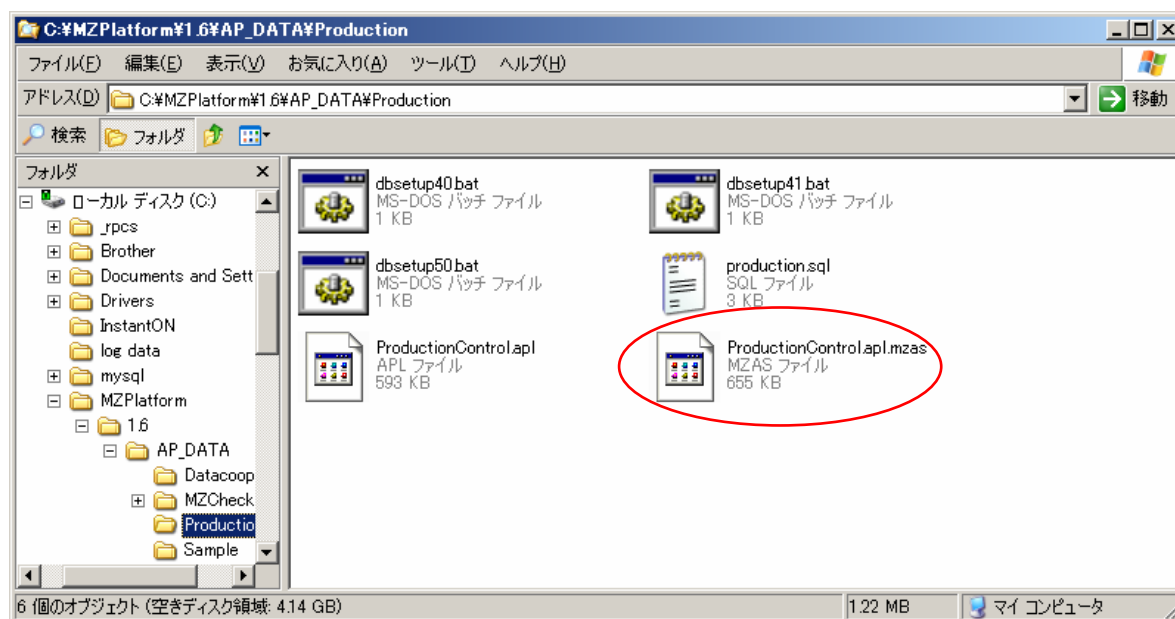 C:¥MZPlatform¥1.6¥AP_DATA¥Production
ファイル(F) 編集(E) 表示(V) お気に入り(A) ツール(T) ヘルプ(H)
アドレス(D) C:¥MZPlatform¥1.6¥AP_DATA¥Production 移動
検索 フォルダ
フォルダ x
ローカル ディスク (C:)
_rpcs
Brother
Documents and Sett
Drivers
InstantON
log data
mysql
MZPlatform
1.6
AP_DATA
Datacoop
MZCheck
Productio
Sample
dbsetup40.bat
MS-DOS バッチ ファイル
1 KB
dbsetup41.bat
MS-DOS バッチ ファイル
1 KB
dbsetup50.bat
MS-DOS バッチ ファイル
1 KB
production.sql
SQL ファイル
3 KB
ProductionControl.apl
APL ファイル
593 KB
ProductionControl.apl.mzas
MZAS ファイル
655 KB
6 個のオブジェクト (空きディスク領域: 4.14 GB) 1.22 MB マイ コンピュータ